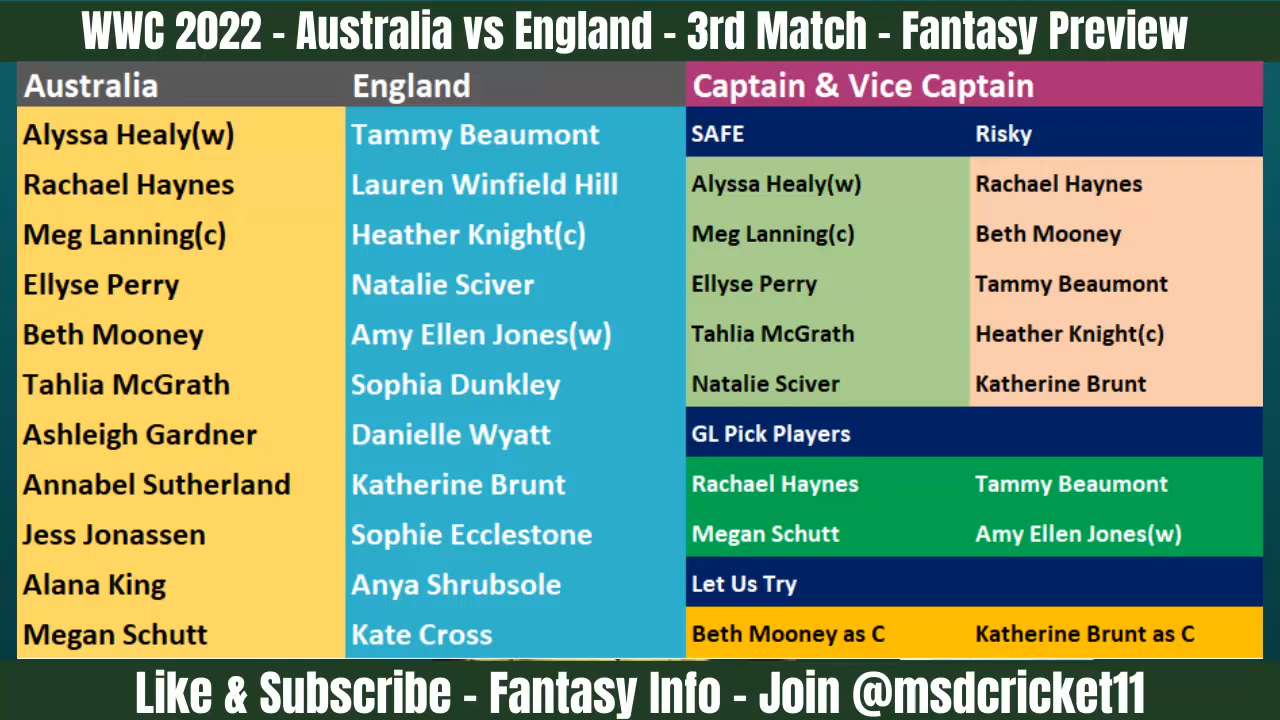 WWC 2022 - Australia vs England - 3rd Match - Fantasy Preview
Australia England Captain & Vice Captain
Alyssa Healy(w) Tammy Beaumont SAFE Risky
Rachael Haynes Lauren Winfield Hill Alyssa Healy(w) Rachael Haynes
Meg Lanning(c) Heather Knight(c) Meg Lanning(c) Beth Mooney
Ellyse Perry Natalie Sciver Ellyse Perry Tammy Beaumont
Beth Mooney Amy Ellen Jones(w) Tahlia McGrath Heather Knight(c)
Tahlia McGrath Sophia Dunkley Natalie Sciver Katherine Brunt
Ashleigh Gardner Danielle Wyatt GL Pick Players
Annabel Sutherland Katherine Brunt Rachael Haynes Tammy Beaumont
Jess Jonassen Sophie Ecclestone Megan Schutt Amy Ellen Jones(w)
Alana King Anya Shrubsole Let Us Try
Megan Schutt Kate Cross Beth Mooney as C Katherine Brunt as C
Like & Subscribe - Fantasy Info - Join @msdcricket11